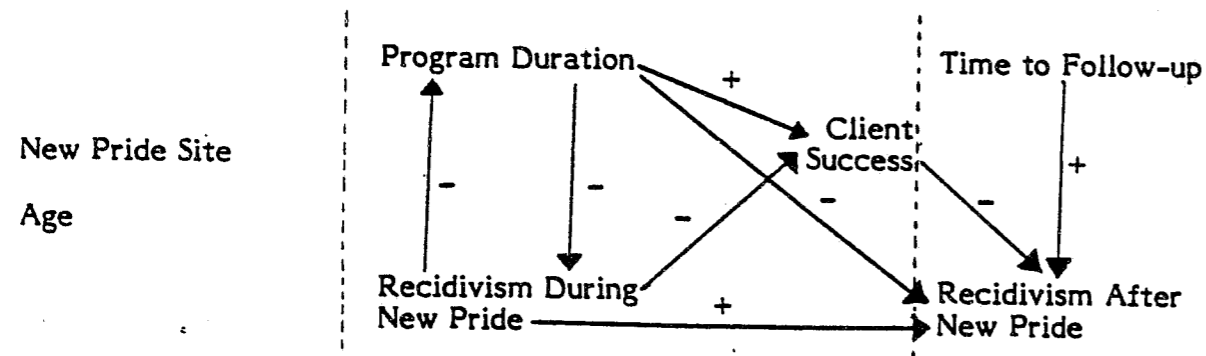 Program Duration
+
Time to Follow-up
New Pride Site
Client
Success
+
Age
-
-
-
-
-
Recidivism During
New Pride
+
Recidivism After
New Pride